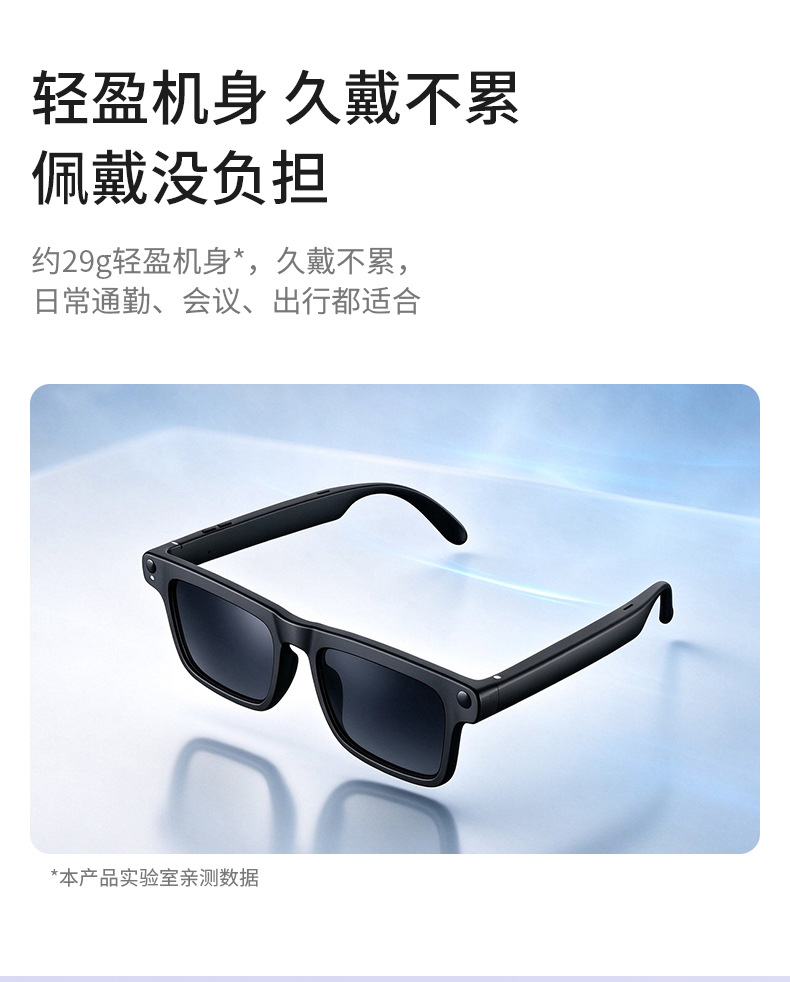 轻盈机身 久戴不累
佩戴没负担
约29g轻盈机身*，久戴不累，
日常通勤、会议、出行都适合
*本产品实验室亲测数据